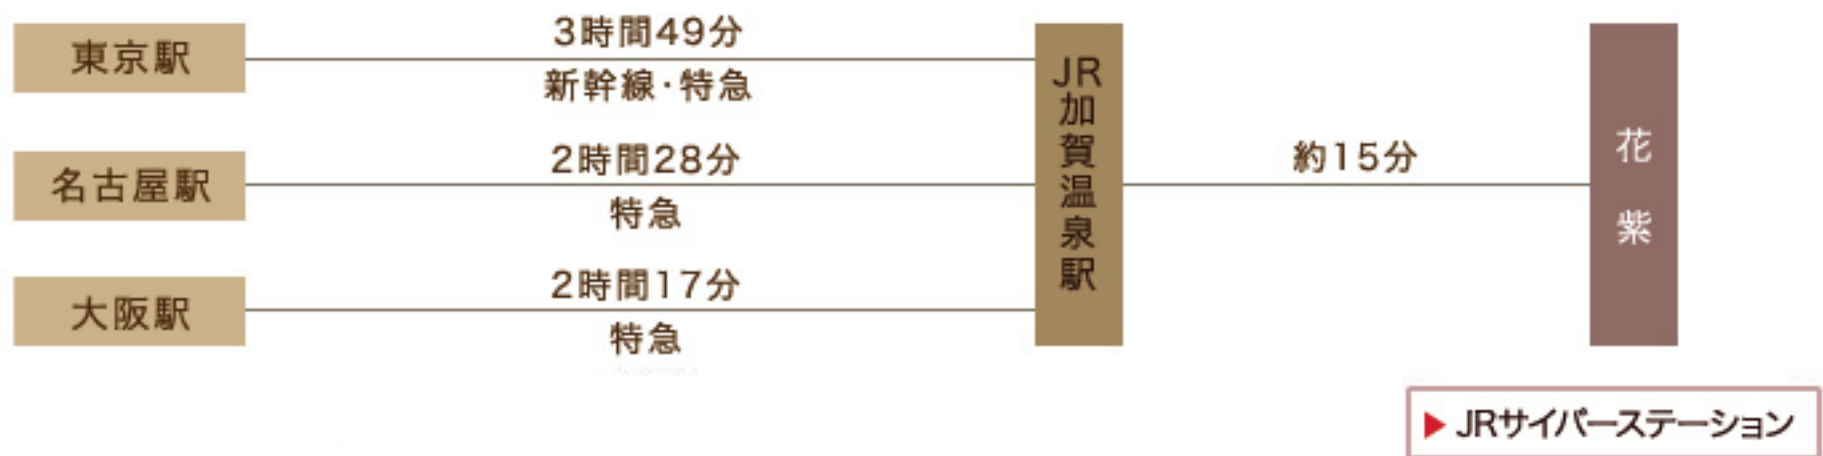 東京駅
3時間49分
新幹線·特急
名古屋駅
2時間28分
特急
大阪駅
2時間17分
特急
JR加賀温泉駅
約15分
花紫
JRサイバーステーション